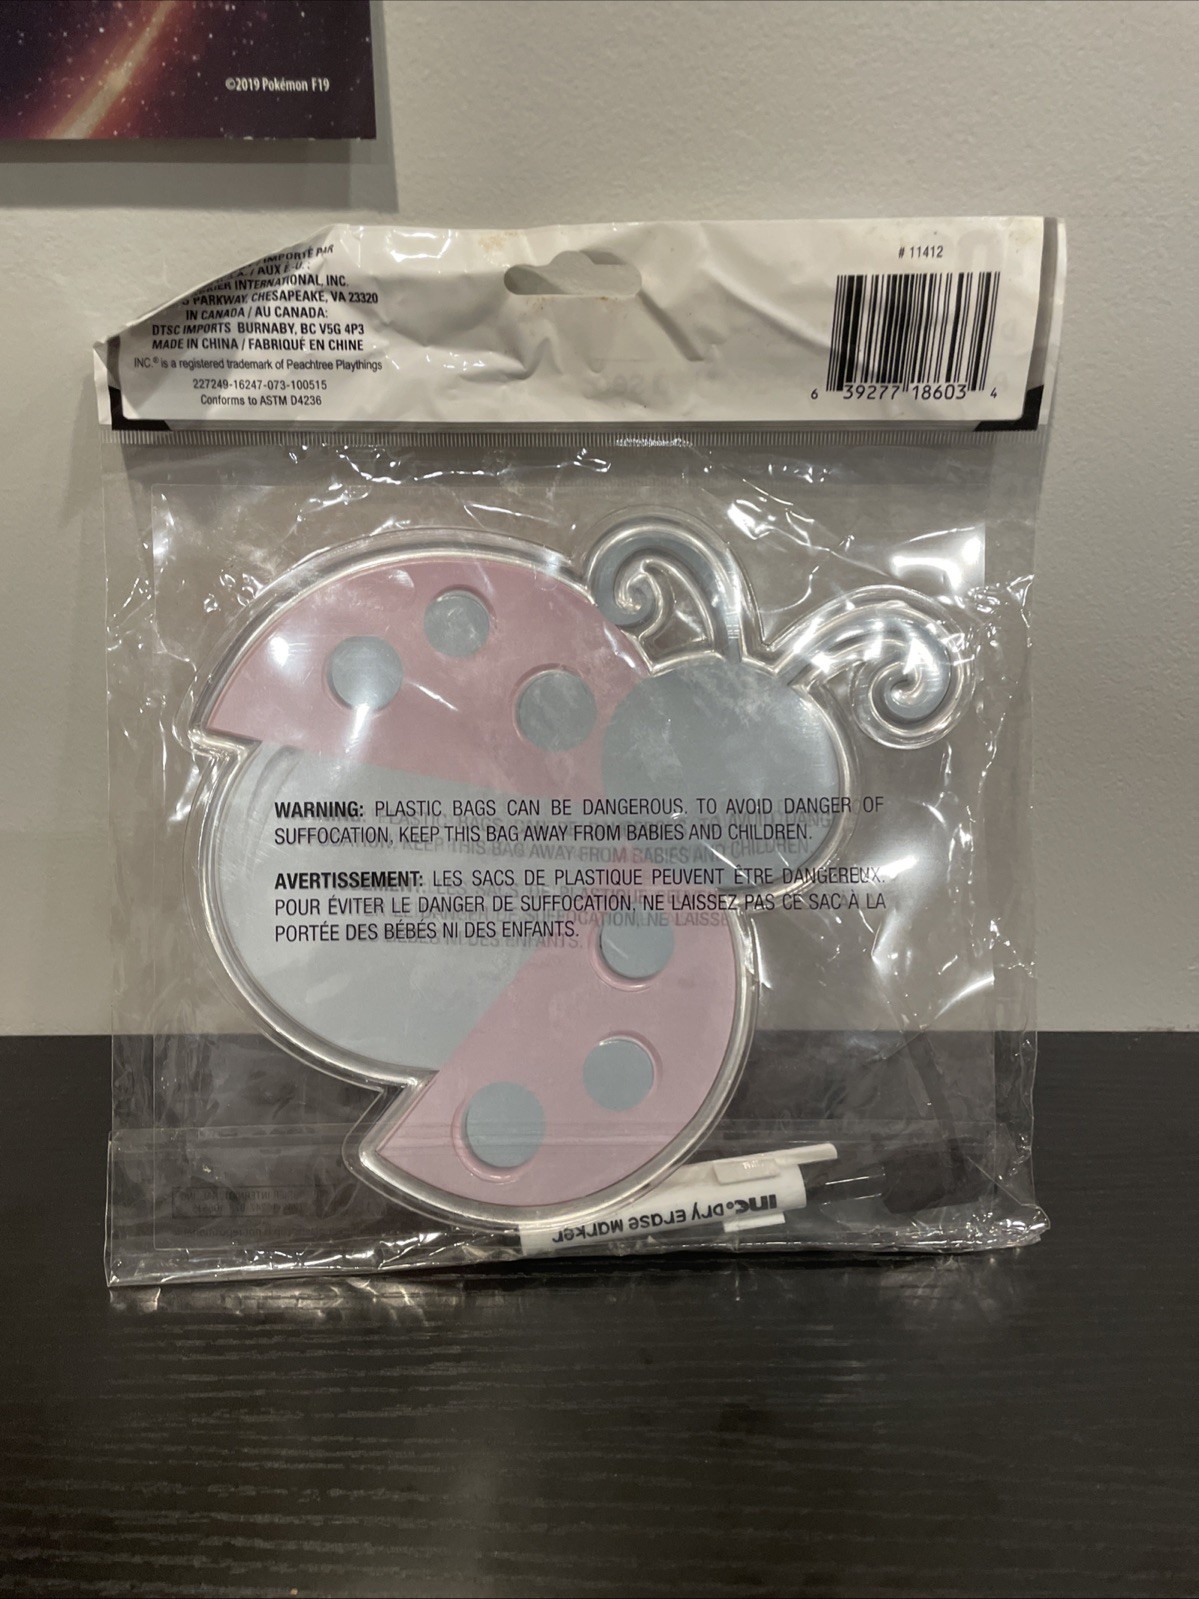 ©2019 Pokémon F19
IMPORTÉ PAR
/ AUX É.-U.:
INTERNATIONAL, INC.
PARKWAY, CHESAPEAKE, VA 23320
IN CANADA / AU CANADA:
DTSC IMPORTS BURNABY, BC V5G 4P3
MADE IN CHINA / FABRIQUÉ EN CHINE
INC.® is a registered trademark of Peachtree Playthings
227249-16247-073-100515
Conforms to ASTM D4236
# 11412
6 39277 18603 4
WARNING: PLASTIC BAGS CAN BE DANGEROUS. TO AVOID DANGER OF
SUFFOCATION, KEEP THIS BAG AWAY FROM BABIES AND CHILDREN.
AVERTISSEMENT: LES SACS DE PLASTIQUE PEUVENT ÊTRE DANGEREUX.
POUR ÉVITER LE DANGER DE SUFFOCATION, NE LAISSEZ PAS CE SAC À LA
PORTÉE DES BÉBÉS NI DES ENFANTS.
inc. Dry Erase Marker